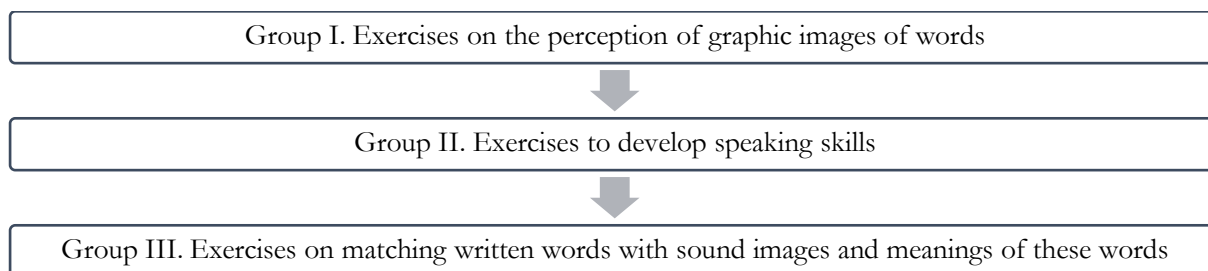 Group I. Exercises on the perception of graphic images of words
Group II. Exercises to develop speaking skills
Group III. Exercises on matching written words with sound images and meanings of these words